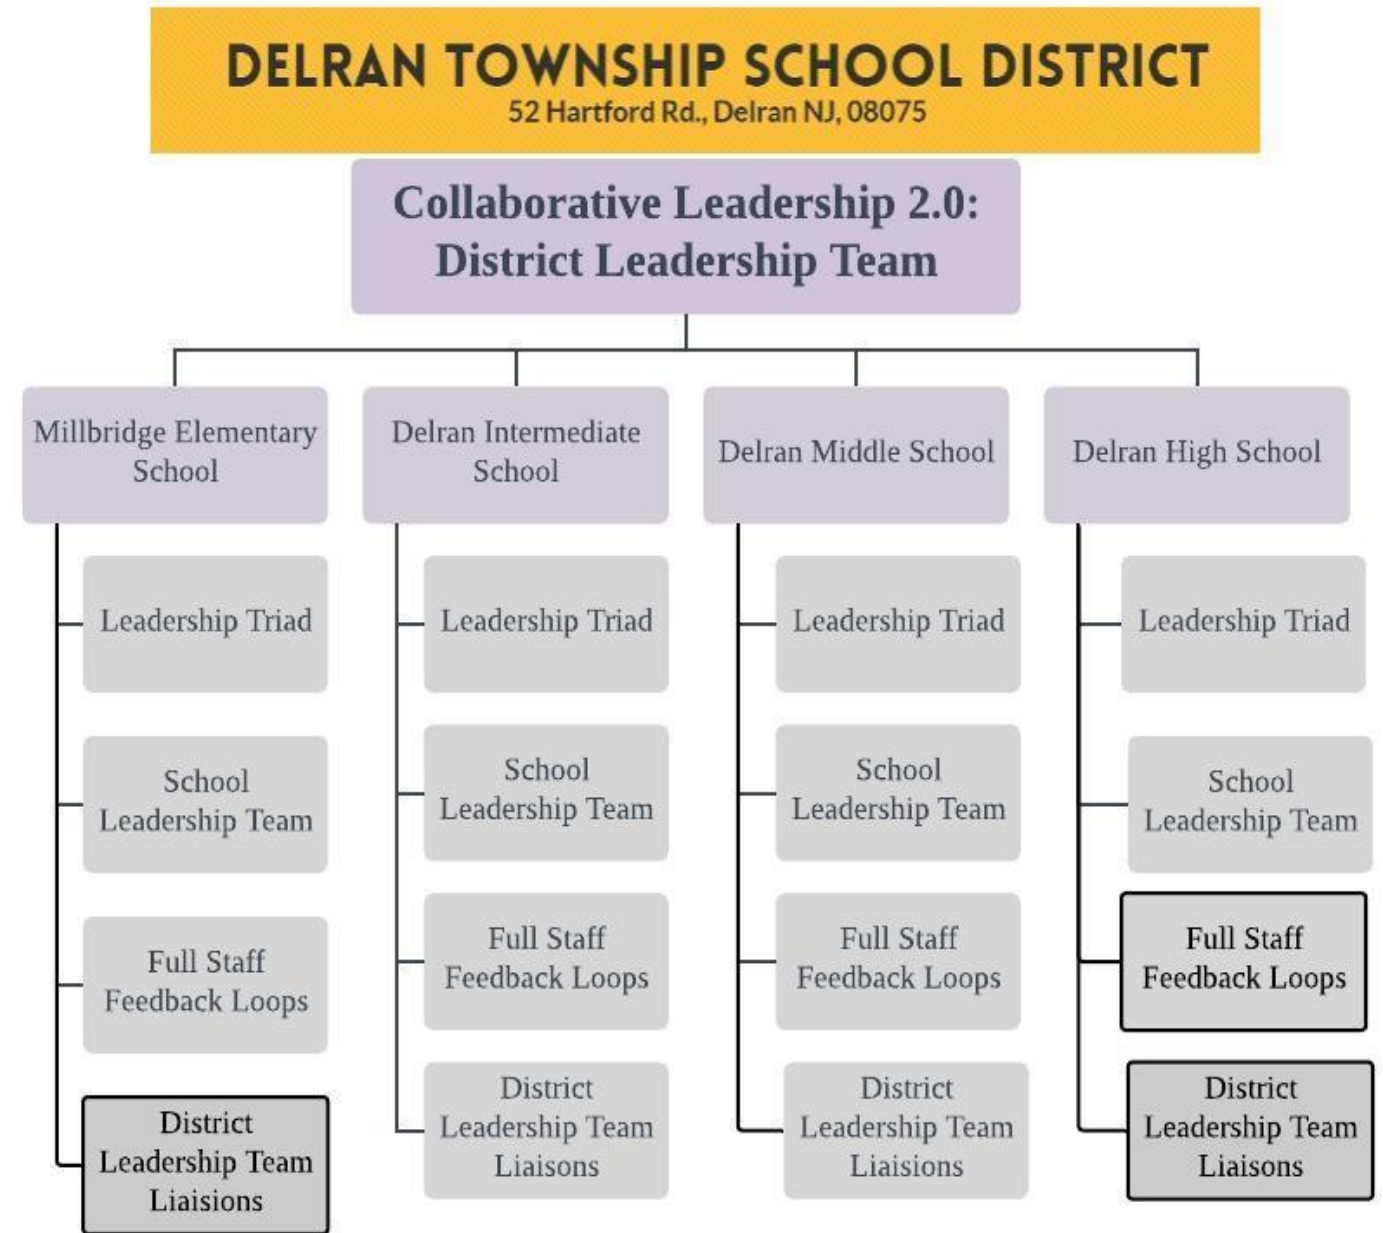 DELRAN TOWNSHIP SCHOOL DISTRICT
52 Hartford Rd., Delran NJ, 08075
Collaborative Leadership 2.0:
District Leadership Team
Millbridge Elementary
School
Leadership Triad
School
Leadership Team
Full Staff
Feedback Loops
District
Leadership Team
Liaisions
Delran Intermediate
School
Leadership Triad
School
Leadership Team
Full Staff
Feedback Loops
District
Leadership Team
Liaisons
Delran Middle School
Leadership Triad
School
Leadership Team
Full Staff
Feedback Loops
District
Leadership Team
Liaisions
Delran High School
Leadership Triad
School
Leadership Team
Full Staff
Feedback Loops
District
Leadership Team
Liaisons